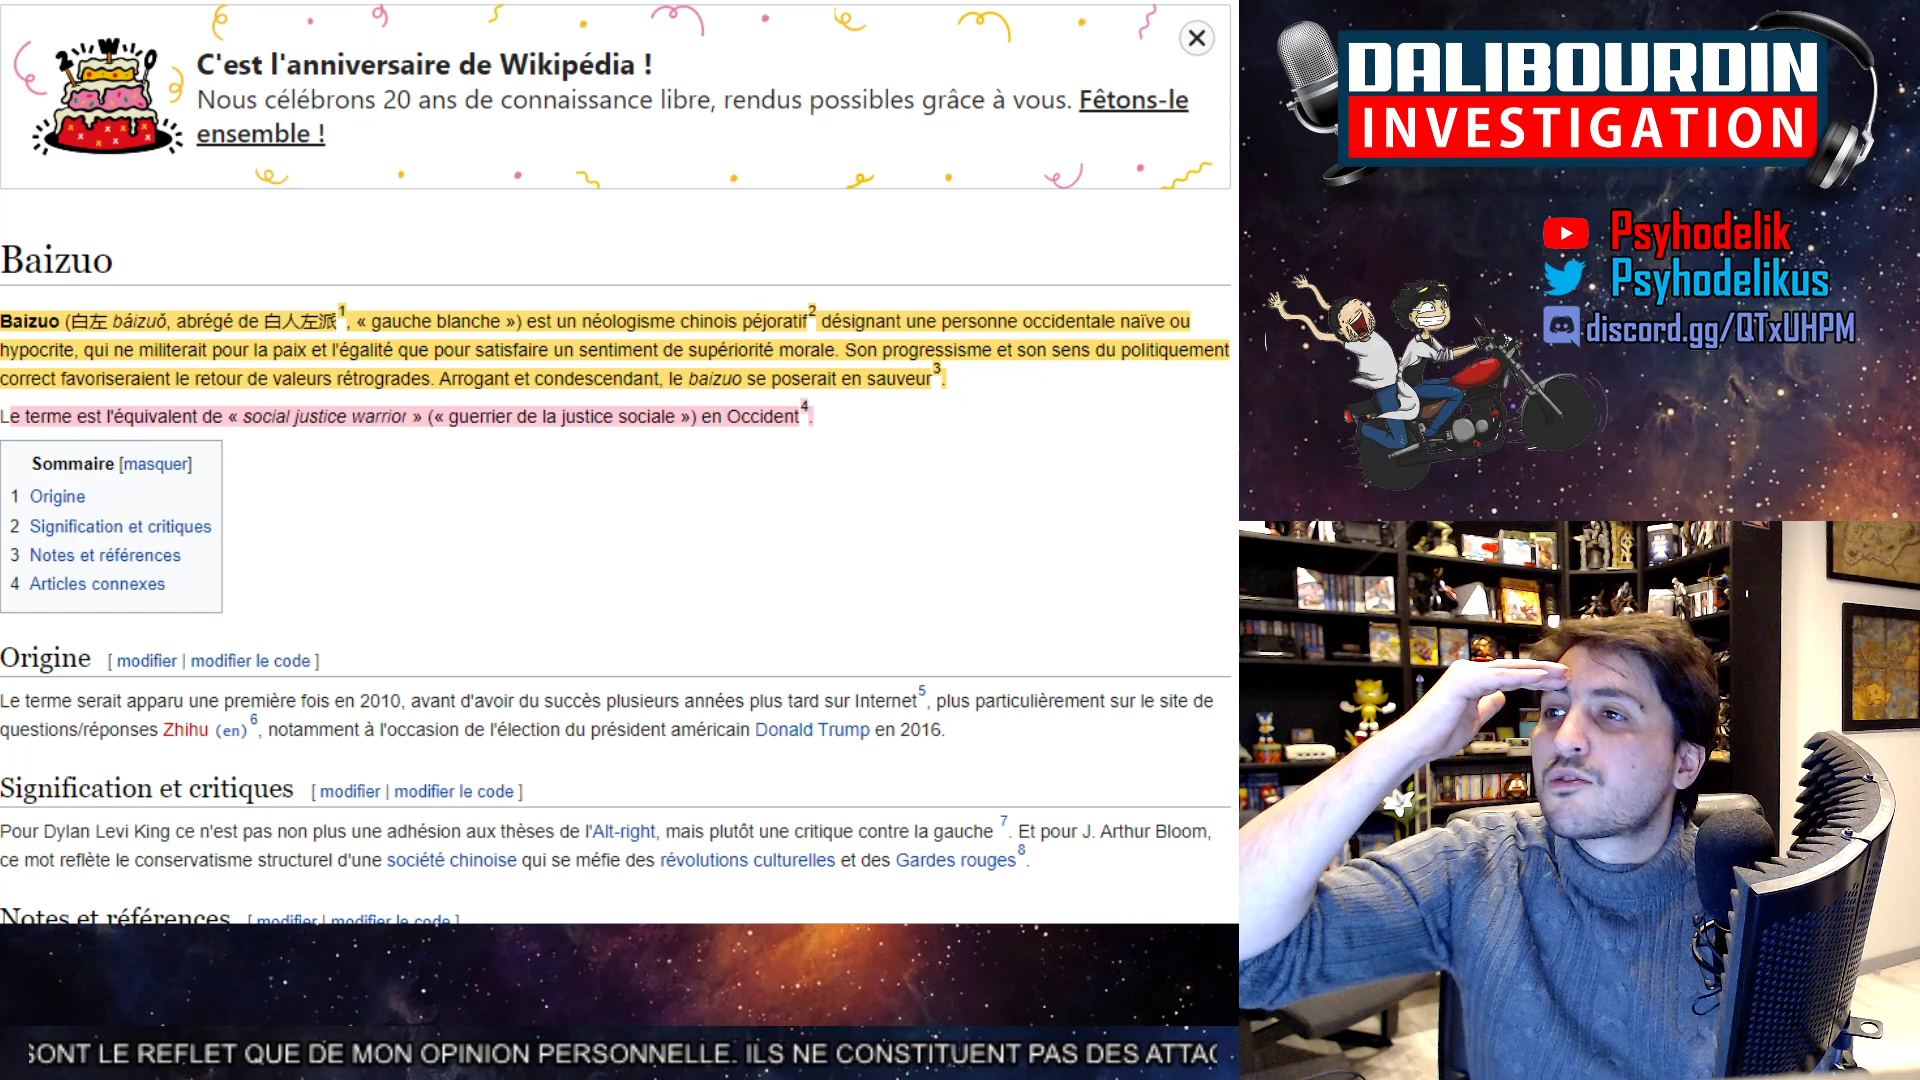 C'est l'anniversaire de Wikipédia !
Nous célébrons 20 ans de connaissance libre, rendus possibles grâce à vous. Fêtons-le
ensemble !
Baizuo
Baizuo (白左 báizuǒ, abrégé de 白人左派1, « gauche blanche ») est un néologisme chinois péjoratif2 désignant une personne occidentale naïve ou
hypocrite, qui ne militerait pour la paix et l'égalité que pour satisfaire un sentiment de supériorité morale. Son progressisme et son sens du politiquement
correct favoriseraient le retour de valeurs rétrogrades. Arrogant et condescendant, le baizuo se poserait en sauveur3.
Le terme est l'équivalent de « social justice warrior » (« guerrier de la justice sociale ») en Occident4.
Sommaire [masquer]
1 Origine
2 Signification et critiques
3 Notes et références
4 Articles connexes
Origine [ modifier | modifier le code ]
Le terme serait apparu une première fois en 2010, avant d'avoir du succès plusieurs années plus tard sur Internet5, plus particulièrement sur le site de
questions/réponses Zhihu (en)6, notamment à l'occasion de l'élection du président américain Donald Trump en 2016.
Signification et critiques [ modifier | modifier le code ]
Pour Dylan Levi King ce n'est pas non plus une adhésion aux thèses de l'Alt-right, mais plutôt une critique contre la gauche 7. Et pour J. Arthur Bloom,
ce mot reflète le conservatisme structurel d'une société chinoise qui se méfie des révolutions culturelles et des Gardes rouges8.
Notes et références [ modifier | modifier le code ]
SONT LE REFLET QUE DE MON OPINION PERSONNELLE. ILS NE CONSTITUENT PAS DES ATTAQ
2 W O
DALIBOURDIN
INVESTIGATION
Psyhodelik
Psyhodelikus
discord.gg/QTxUHPM